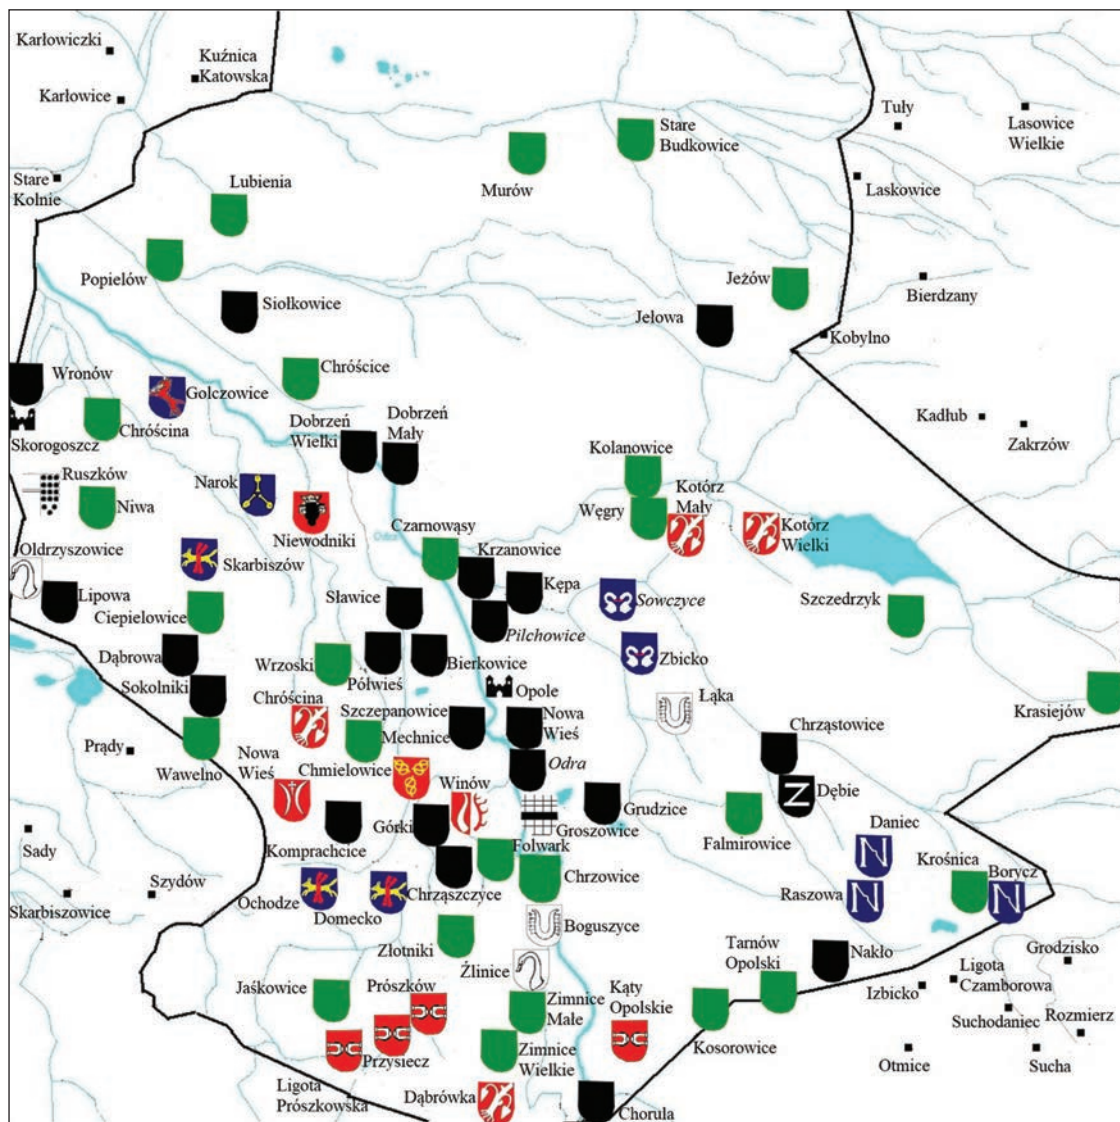 Karłowiczki
Kuźnica
Katowska
Karłowice
Tuły
Lasowice
Wielkie
Stare
Budkowice
Stare
Kolnie
Lubienia
Murów
Laskowice
Popielów
Siołkowice
Jeżów
Jełowa
Bierdzany
Kobylno
Wronów
Golczowice
Chróścice
Skorogoszcz
Chróścina
Dobrzeń
Wielki
Dobrzeń
Mały
Kadłub
Zakrzów
Ruszków
Niwa
Narok
Niewodniki
Kolanowice
Kotórz
Mały
Węgry
Kotórz
Wielki
Odra
Czarnowąsy
Krzanowice
Oldrzyszowice
Skarbiszów
Lipowa
Ciepielowice
Sławice
Kępa
Pilchowice
Sowczyce
Szczedrzyk
Dąbrowa
Sokolniki
Wrzoski
Półwieś
Bierkowice
Zbicko
Chróścina
Szczepanowice
Opole
Łąka
Krasiejów
Prądy
Wawelno
Mechnice
Nowa
Wieś
Chrząstowice
Nowa
Wieś
Chmielowice
Odra
Winów
Dębie
Sady
Komprachcice
Górki
Groszowice
Grudzice
Falmirowice
Daniec
Folwark
Krośnica
Borycz
Skarbiszowice
Szydów
Ochodze
Domecko
Chrząszczyce
Chrzowice
Raszowa
Boguszyce
Złotniki
Źlinice
Tarnów
Opolski
Nakło
Grodzisko
Ligota
Czamborowa
Izbicko
Jaśkowice
Prószków
Zimnice
Małe
Kąty
Opolskie
Suchodaniec
Rozmierz
Przysiecz
Zimnice
Wielkie
Kosorowice
Otmice
Sucha
Ligota
Prószkowska
Dąbrówka
Chorula